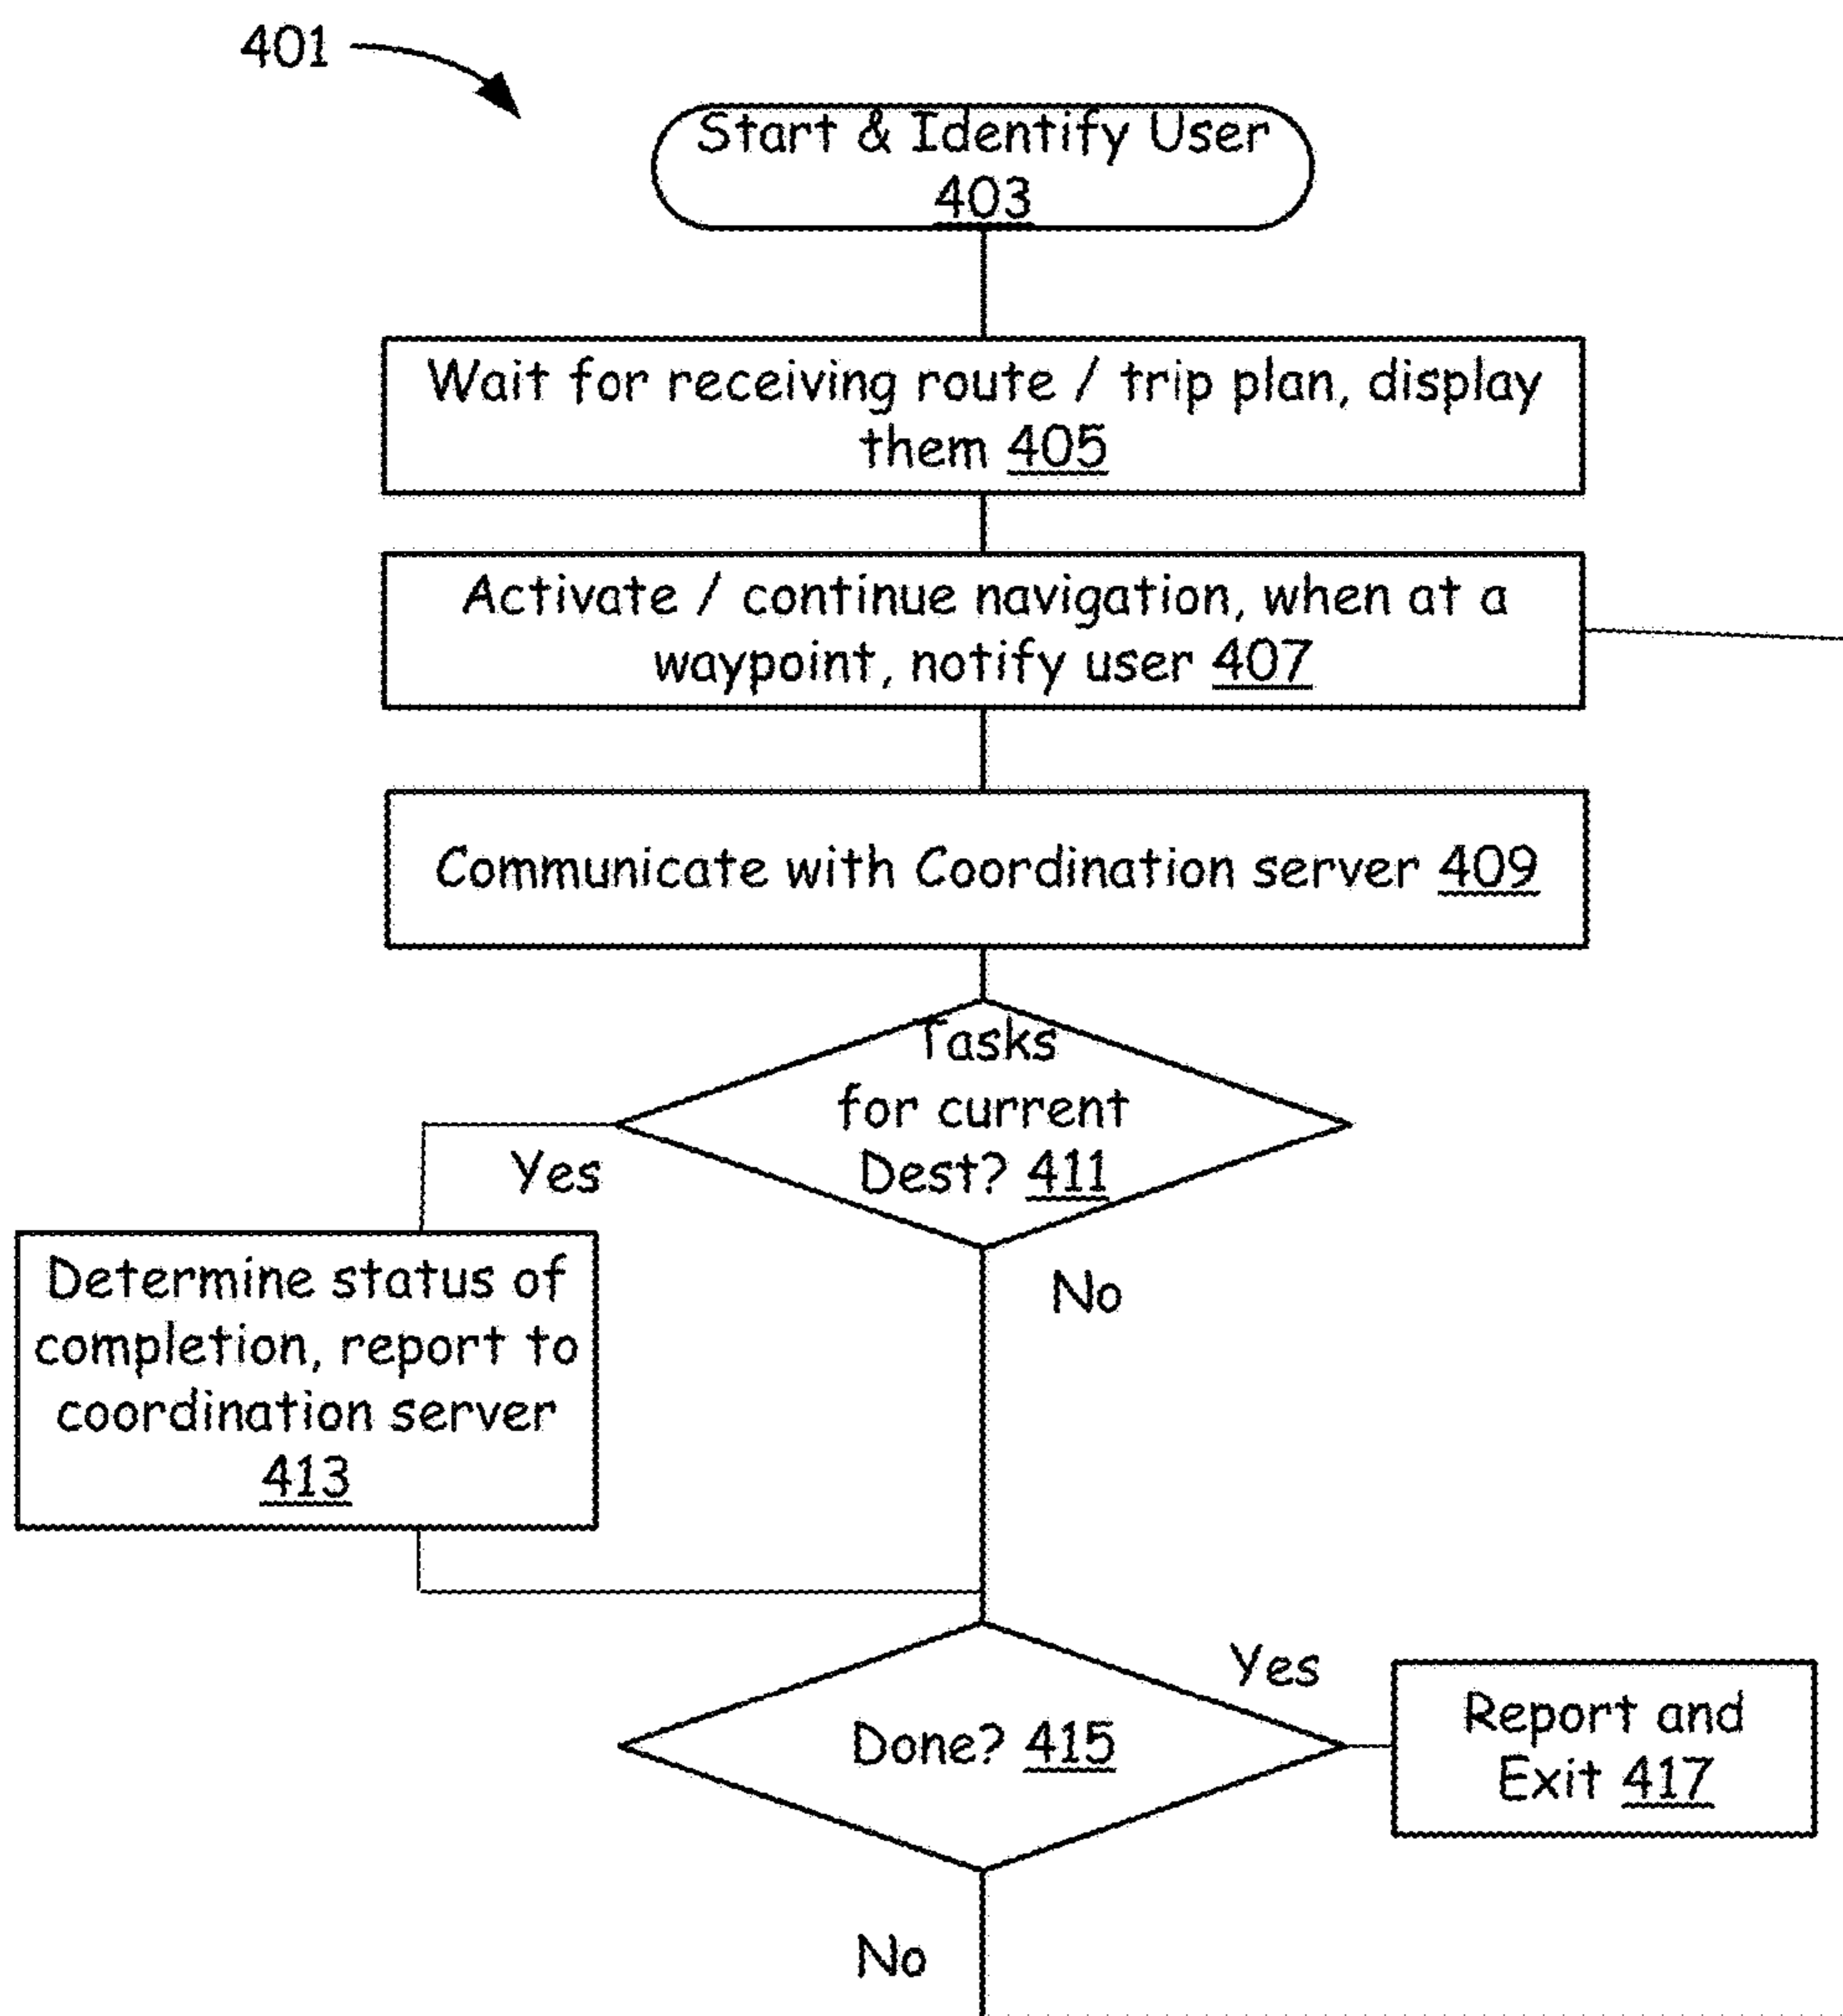 401
Start & Identify User
403
Wait for receiving route / trip plan, display
them 405
Activate / continue navigation, when at a
waypoint, notify user 407
Communicate with Coordination server 409
Tasks
for current
Dest? 411
Yes
No
Determine status of
completion, report to
coordination server
413
Yes
Done? 415
Report and
Exit 417
No